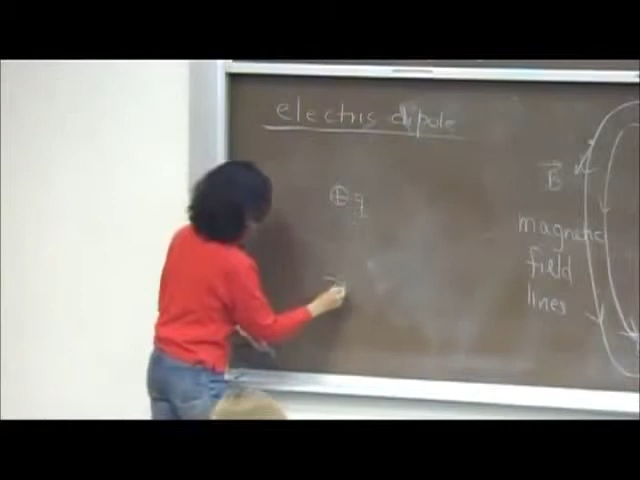 electric dipole
⊕ q
B
magnetic
field
lines